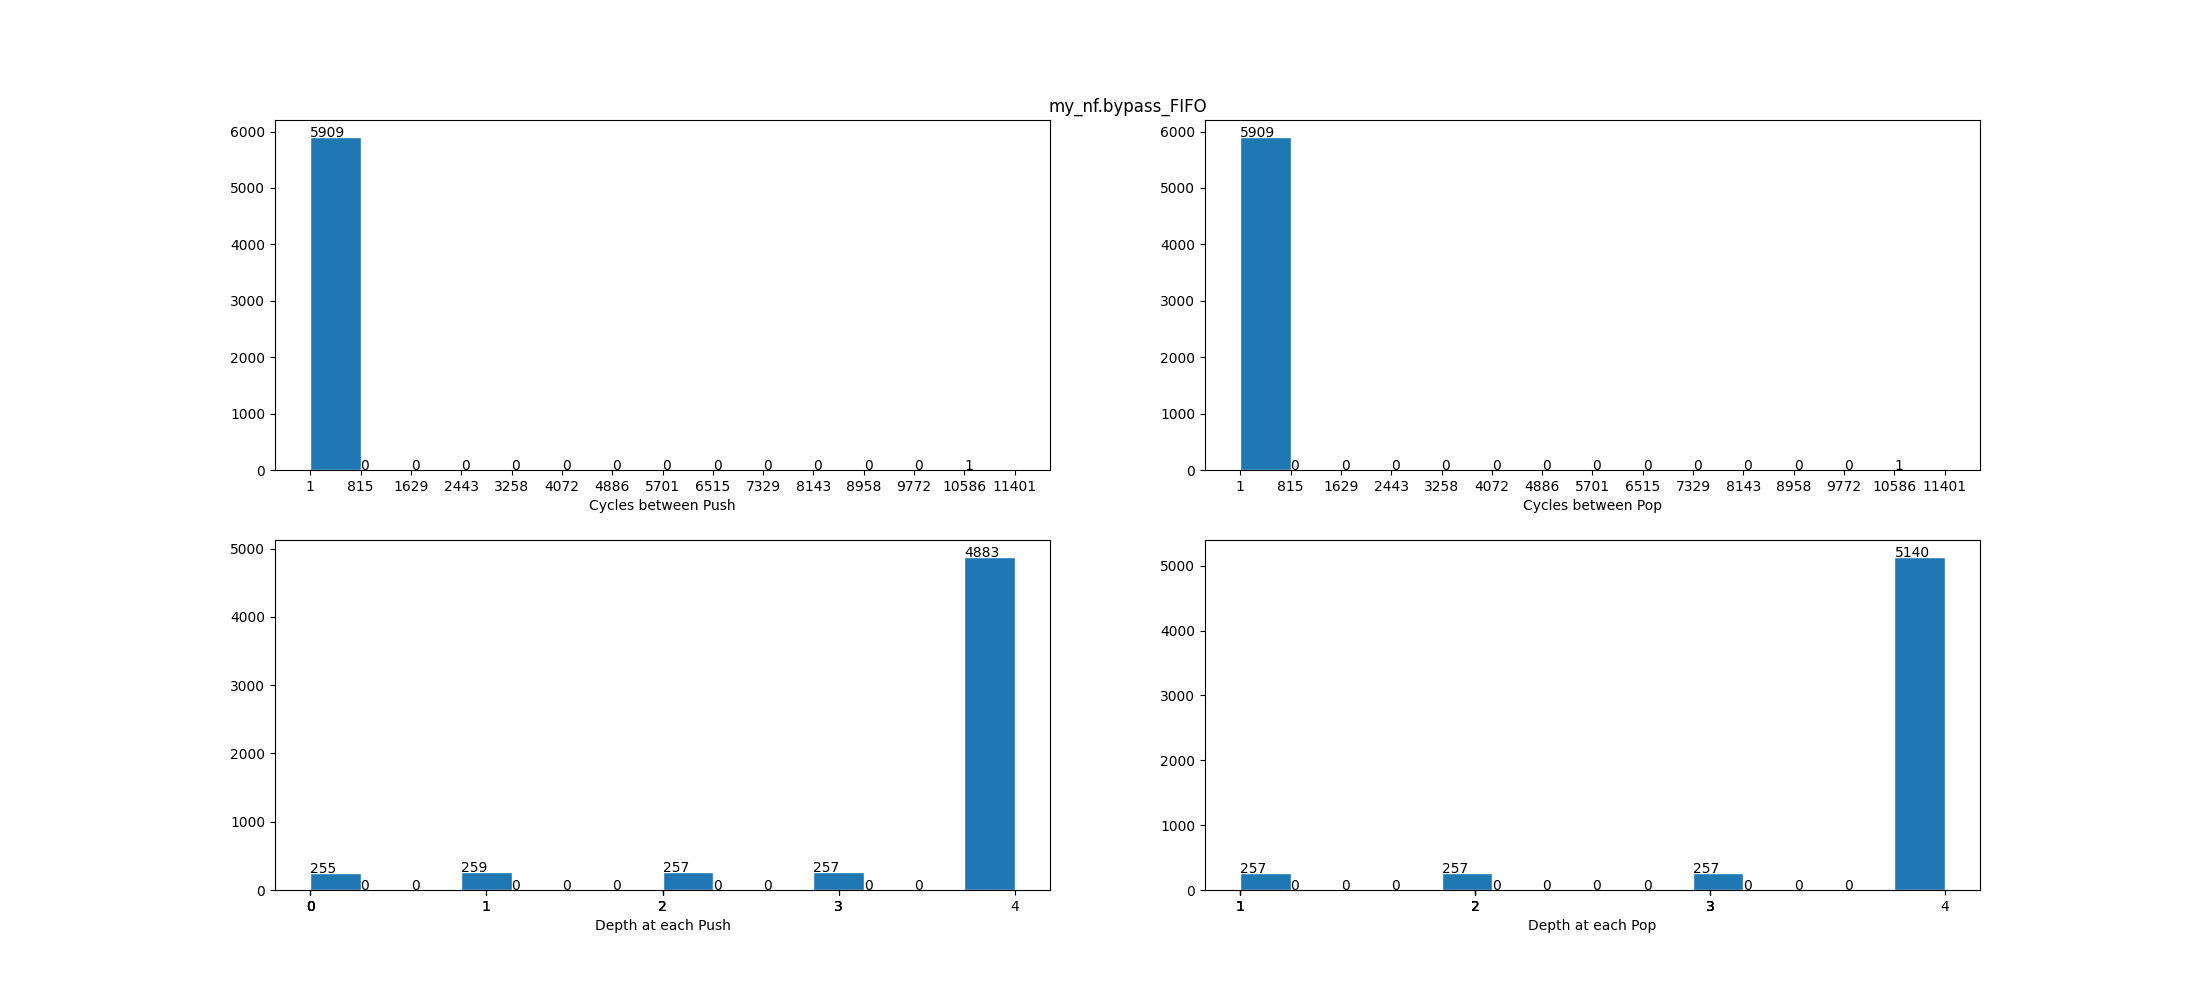 my_nf.bypass_FIFO
5909
6000
5000
4000
3000
2000
1000
0
0 0 0 0 0 0 0 0 0 0 0 0 1
1 815 1629 2443 3258 4072 4886 5701 6515 7329 8143 8958 9772 10586 11401
Cycles between Push
5909
6000
5000
4000
3000
2000
1000
0
0 0 0 0 0 0 0 0 0 0 0 0 1
1 815 1629 2443 3258 4072 4886 5701 6515 7329 8143 8958 9772 10586 11401
Cycles between Pop
4883
5000
4000
3000
2000
1000
0
255 0 0 259 0 0 0 257 0 0 257 0 0
0 1 2 3 4
Depth at each Push
5140
5000
4000
3000
2000
1000
0
257 0 0 0 257 0 0 0 0 257 0 0 0
1 2 3 4
Depth at each Pop